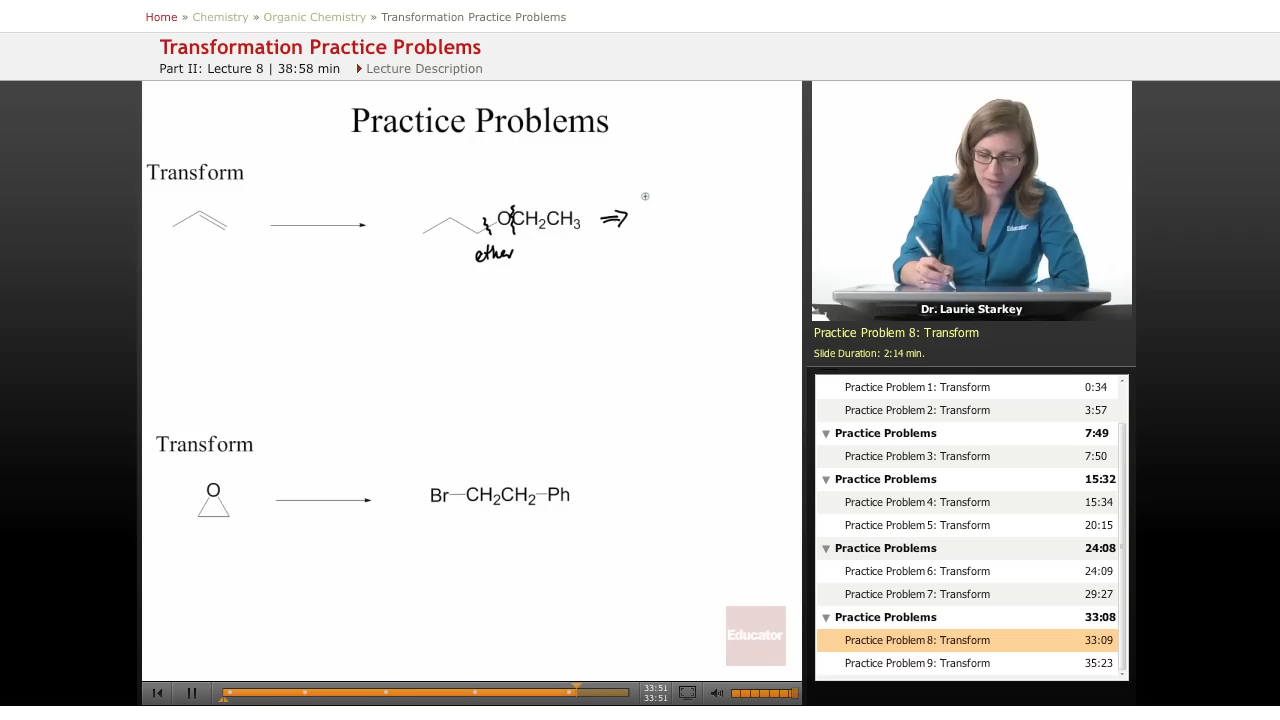 Home » Chemistry » Organic Chemistry » Transformation Practice Problems
Transformation Practice Problems
Part II: Lecture 8 | 38:58 min Lecture Description
Practice Problems
Transform
OCH2CH3 ⇒
ether
Transform
O
Br—CH2CH2—Ph
Educator
33:51
33:51
Educator
Dr. Laurie Starkey
Practice Problem 8: Transform
Slide Duration: 2:14 min.
Practice Problem 1: Transform 0:34
Practice Problem 2: Transform 3:57
Practice Problems 7:49
Practice Problem 3: Transform 7:50
Practice Problems 15:32
Practice Problem 4: Transform 15:34
Practice Problem 5: Transform 20:15
Practice Problems 24:08
Practice Problem 6: Transform 24:09
Practice Problem 7: Transform 29:27
Practice Problems 33:08
Practice Problem 8: Transform 33:09
Practice Problem 9: Transform 35:23